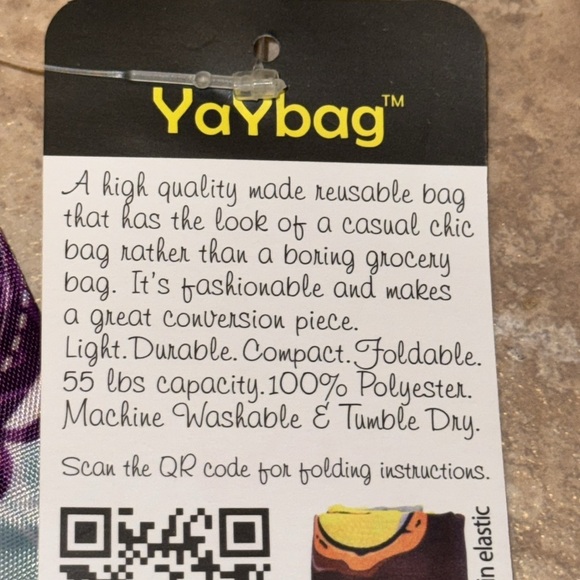 YaYbag™
A high quality made reusable bag
that has the look of a casual chic
bag rather than a boring grocery
bag. It's fashionable and makes
a great conversion piece.
Light.Durable.Compact.Foldable.
55 lbs capacity.100% Polyester.
Machine Washable & Tumble Dry.
Scan the QR code for folding instructions.
elastic